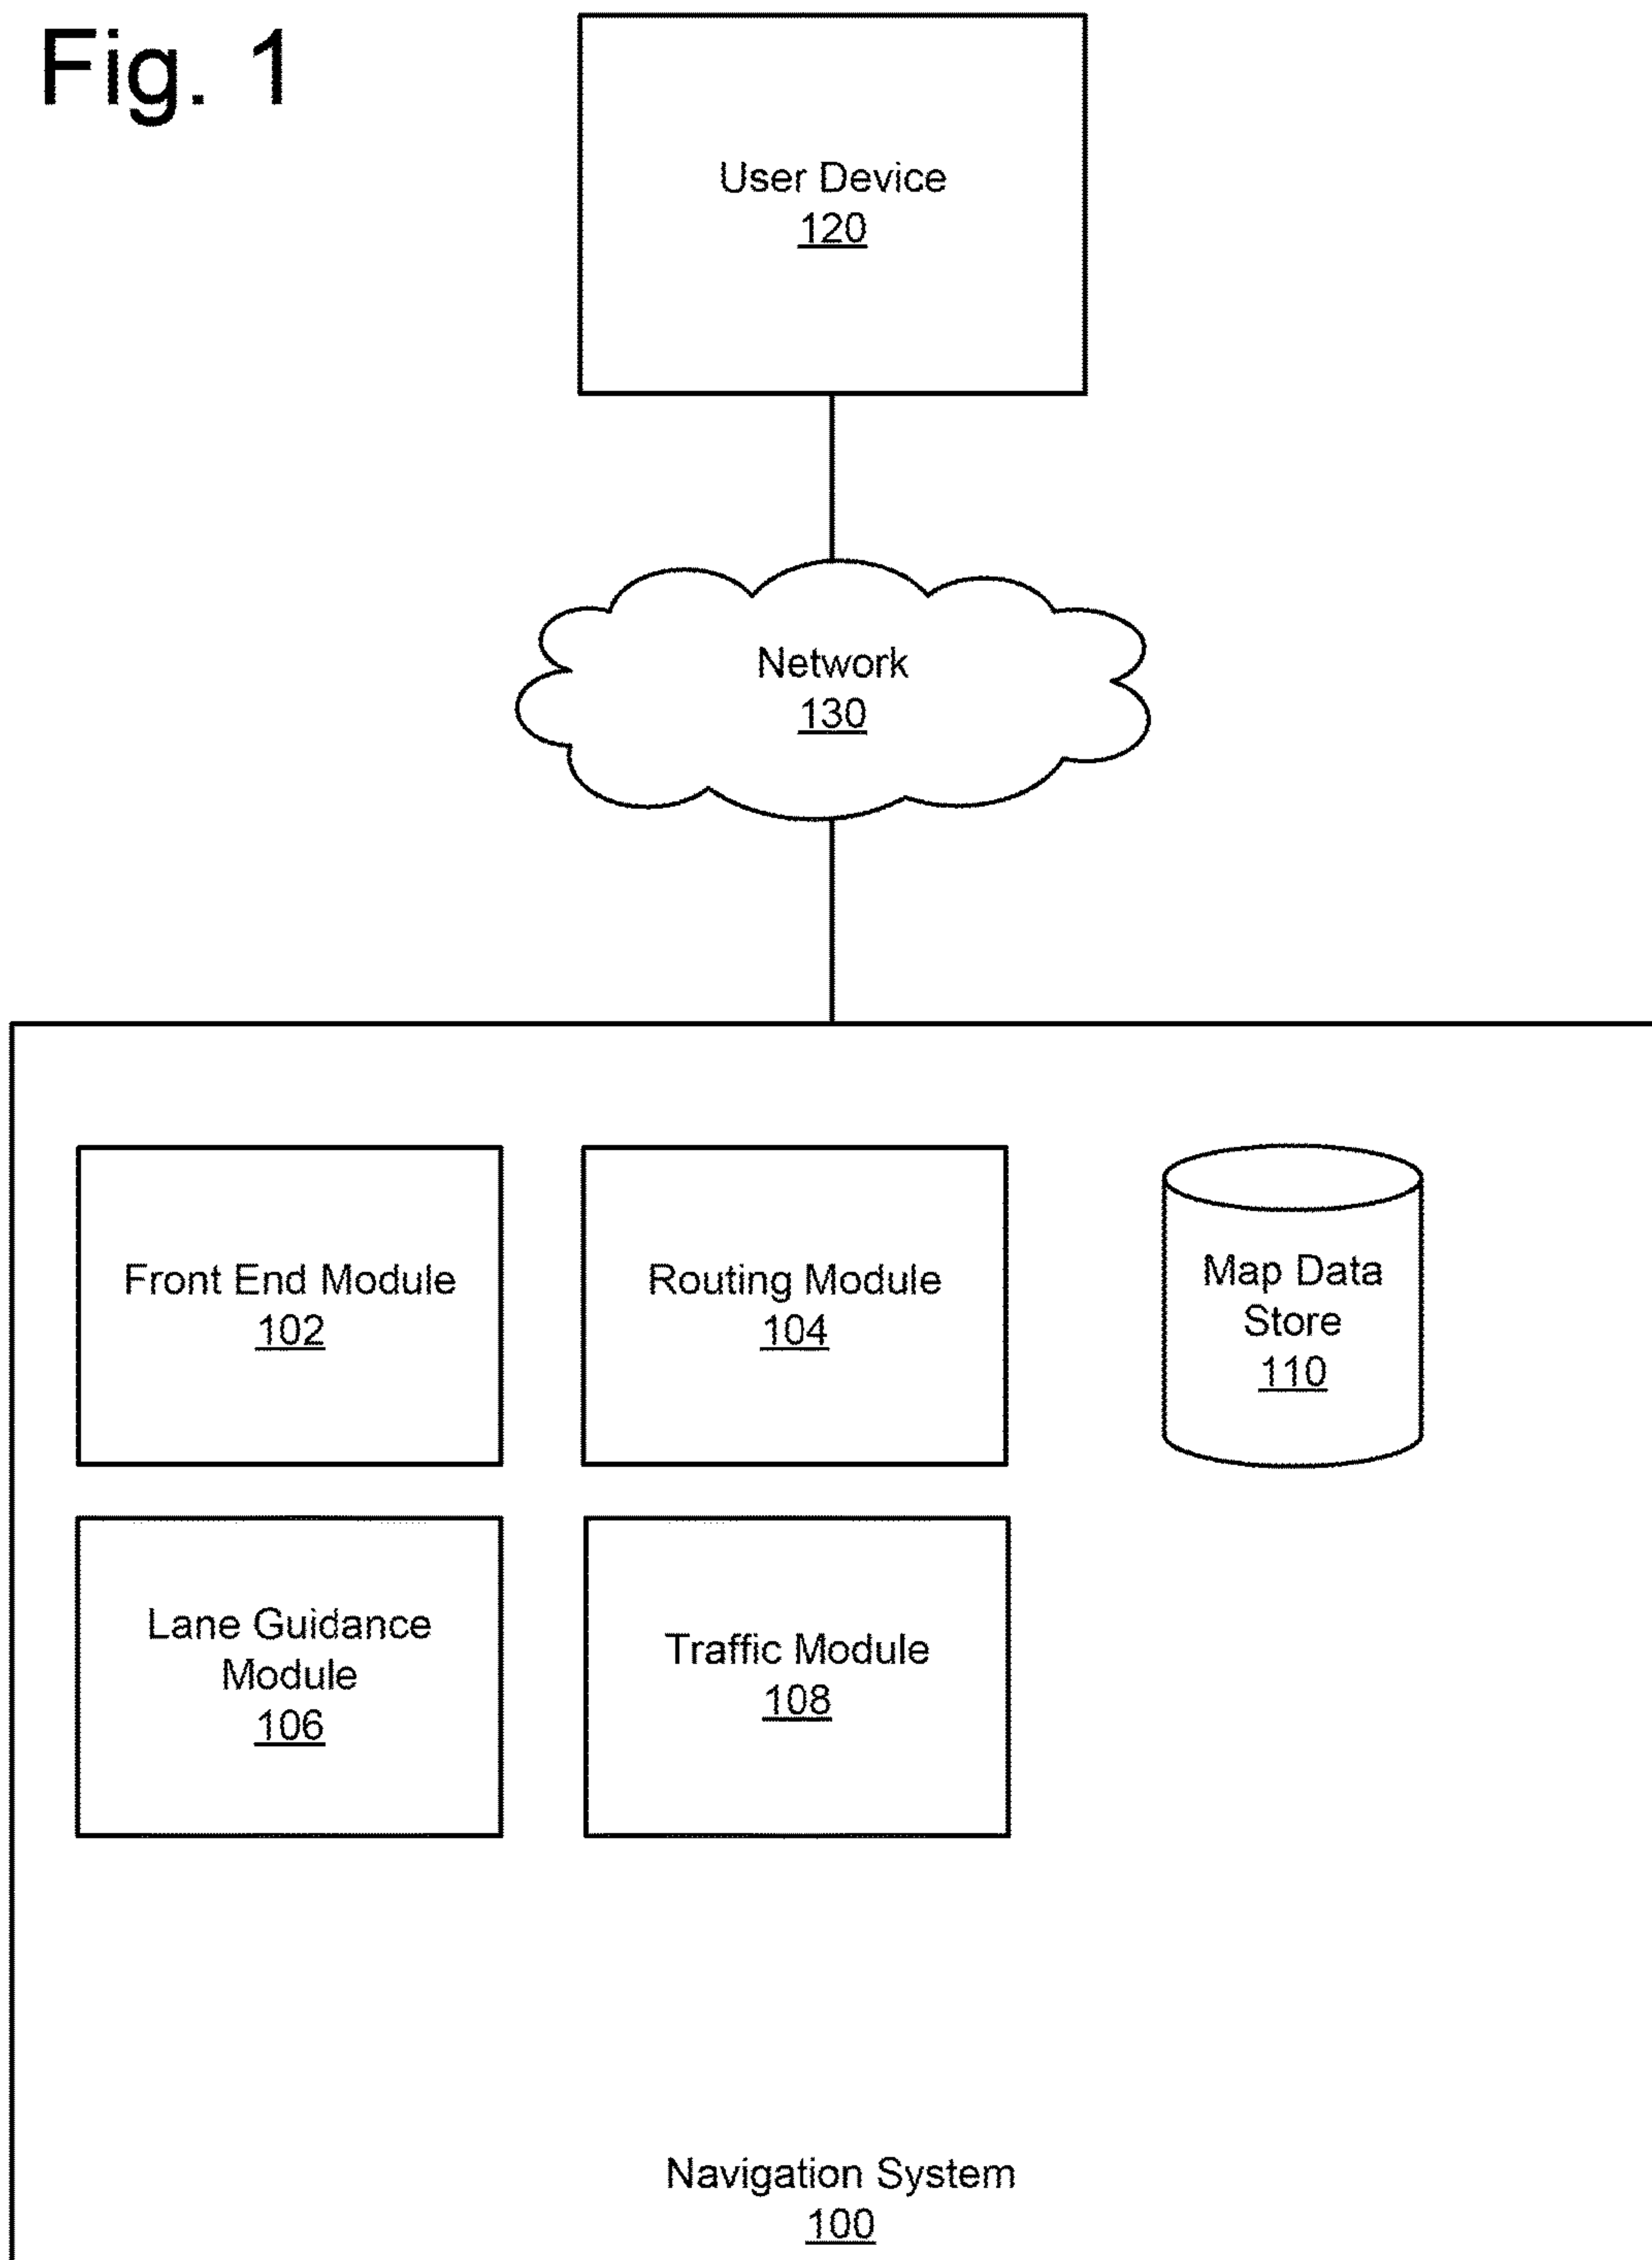 Fig. 1
User Device
120
Network
130
Front End Module
102
Routing Module
104
Map Data
Store
110
Lane Guidance
Module
106
Traffic Module
108
Navigation System
100